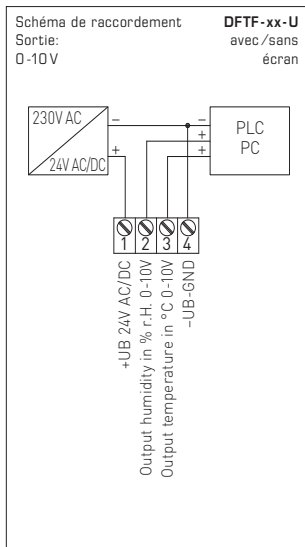 Schéma de raccordement
DFTF-xx-U
Sortie:
avec/sans
0-10V
écran
230V AC
24V AC/DC
–
+
–
+
+
PLC
PC
1
2
3
4
+UB 24V AC/DC
Output humidity in % r.H. 0-10V
Output temperature in °C 0-10V
–UB-GND